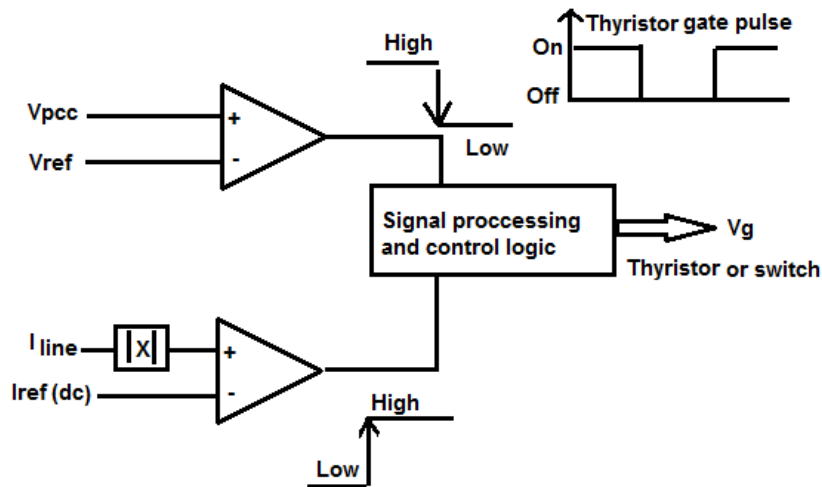 High
Thyristor gate pulse
On
Off
Vpcc
+
Vref
-
Low
Signal proccessing
and control logic
Vg
Thyristor or switch
I line
|X|
+
Iref (dc)
-
High
Low